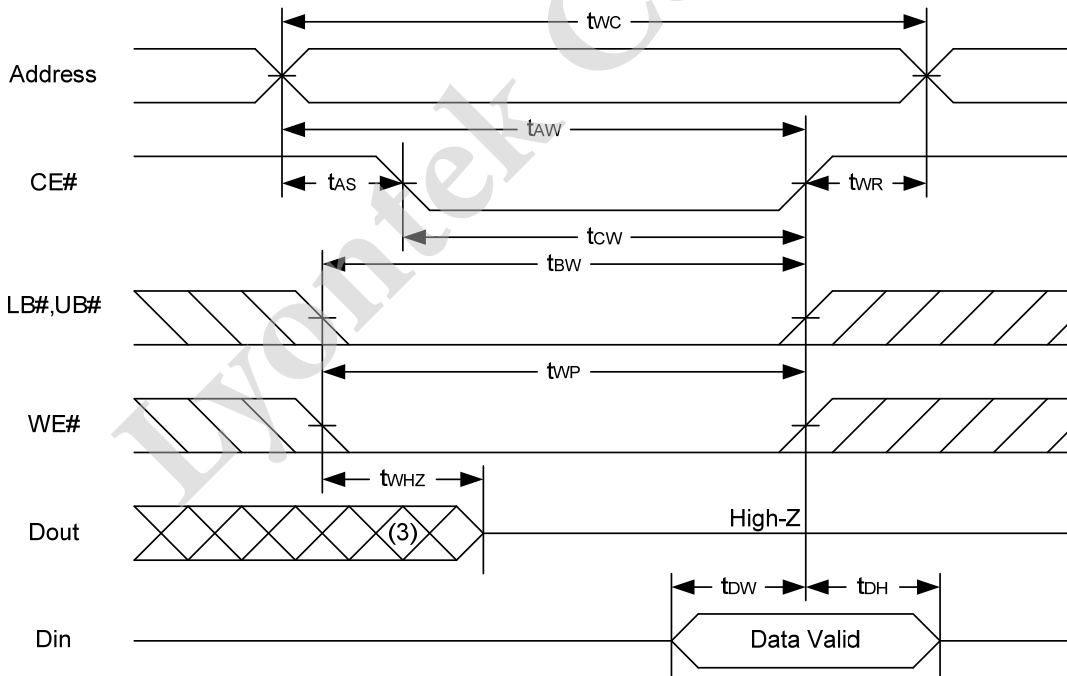 tWC
Address
tAW
CE#
tAS
tWR
tCW
tBW
LB#,UB#
tWP
WE#
tWHZ
Dout
(3)
High-Z
tDW
tDH
Din
Data Valid
Lyontek